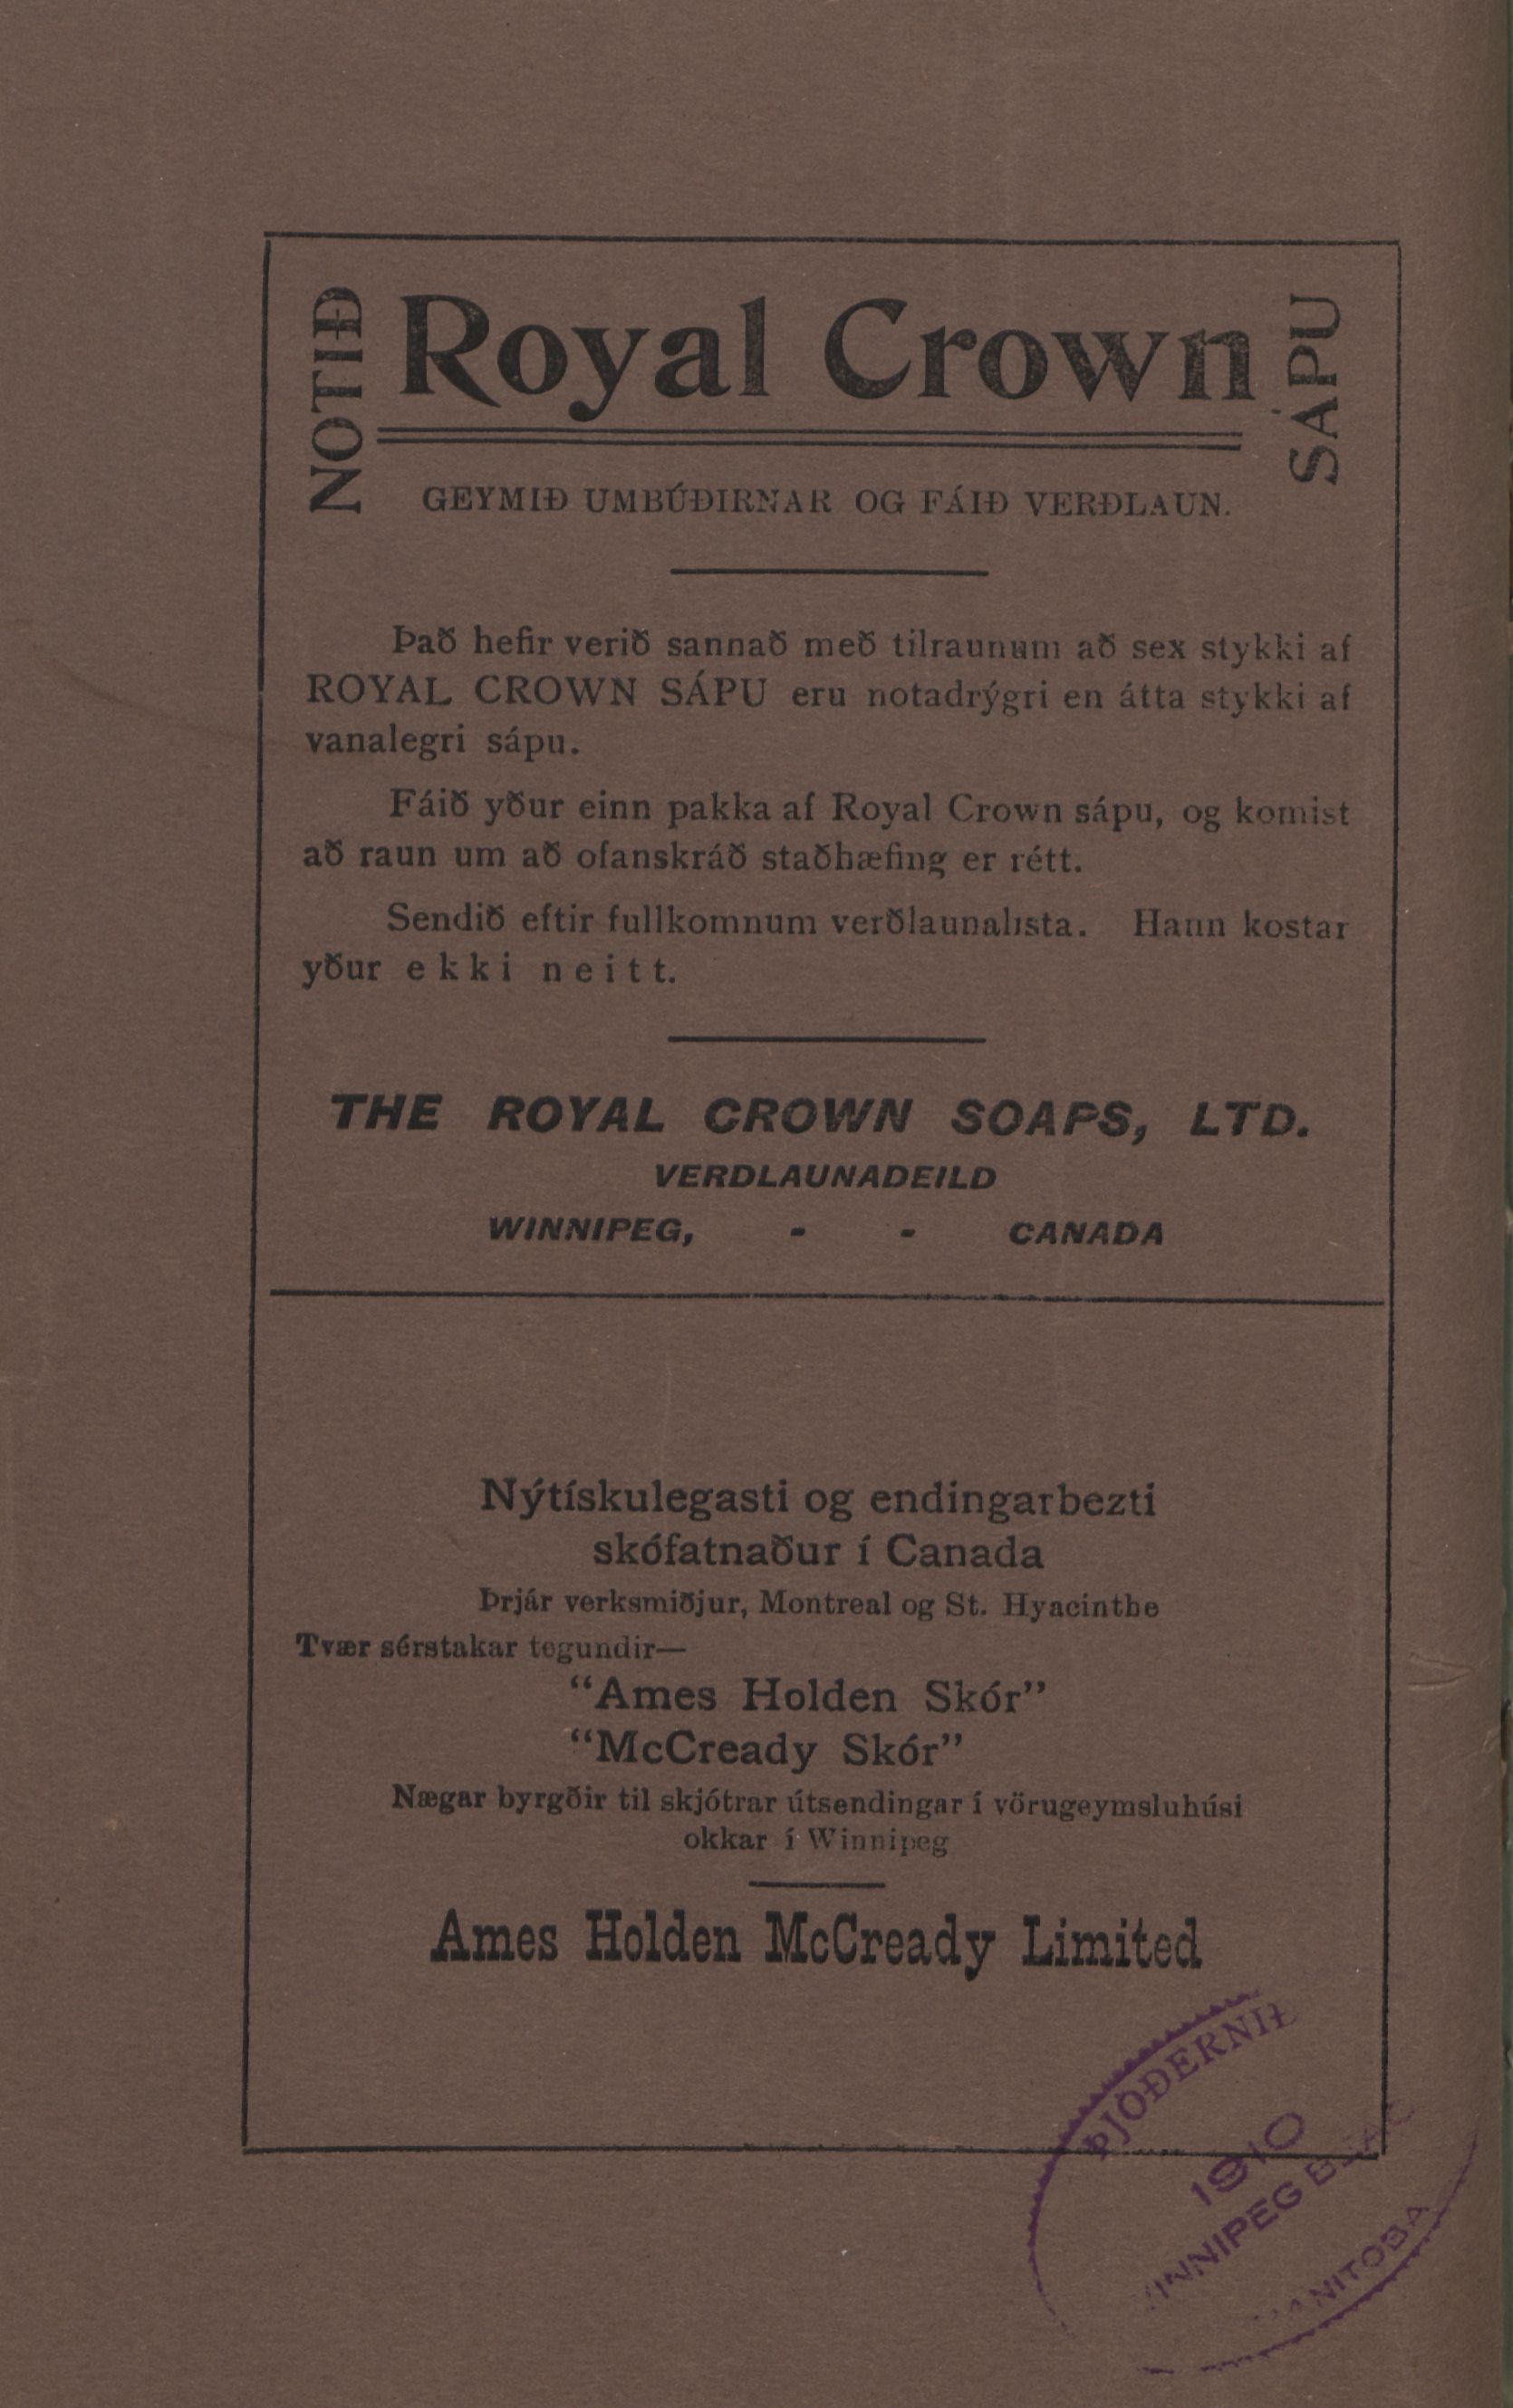 NOTIÐ
Royal Crown
SÁPU
GEYMIÐ UMBÚÐIRNAR OG FÁIÐ VERÐLAUN.
Það hefir verið sannað með tilraunum að sex stykki af
ROYAL CROWN SÁPU eru notadrýgri en átta stykki af
vanalegri sápu.
Fáið yður einn pakka af Royal Crown sápu, og komist
að raun um að ofanskráð staðhæfing er rétt.
Sendið eftir fullkomnum verðlaunalista. Hann kostar
yður ekki neitt.
THE ROYAL CROWN SOAPS, LTD.
VERDLAUNADEILD
WINNIPEG, - - CANADA
Nýtískulegasti og endingarbezti
skófatnaður í Canada
Þrjár verksmiðjur, Montreal og St. Hyacinthe
Tvær sérstakar tegundir—
“Ames Holden Skór”
“McCready Skór”
Nægar byrgðir til skjótrar útsendingar í vörugeymsluhúsi
okkar í Winnipeg
Ames Holden McCready Limited
ÞJOÐERNIÐ
1910